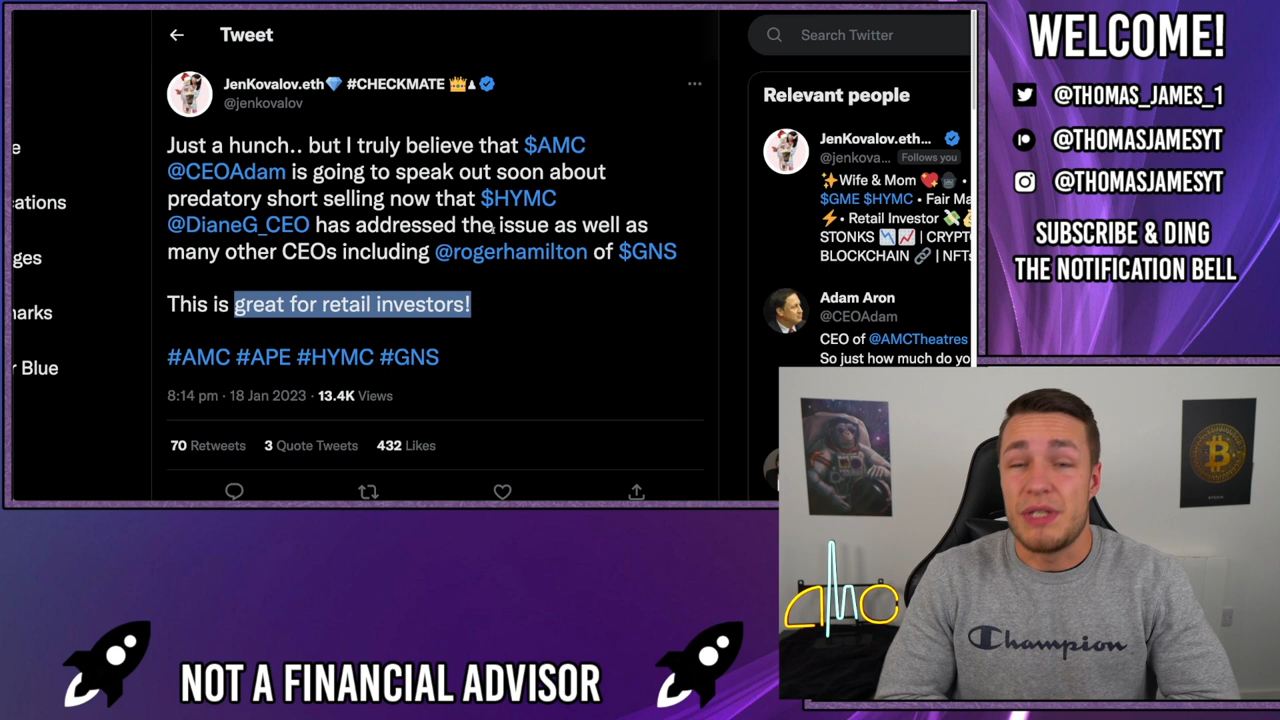 Tweet
JenKovalov.eth💎 #CHECKMATE 👑♟
@jenkovalov
Just a hunch.. but I truly believe that $AMC
@CEOAdam is going to speak out soon about
predatory short selling now that $HYMC
@DianeG_CEO has addressed the issue as well as
many other CEOs including @rogerhamilton of $GNS
This is great for retail investors!
#AMC #APE #HYMC #GNS
8:14 pm · 18 Jan 2023 · 13.4K Views
70 Retweets 3 Quote Tweets 432 Likes
e
ations
ges
narks
r Blue
Search Twitter
Relevant people
JenKovalov.eth...
@jenkova... Follows you
✨Wife & Mom 💖
$GME $HYMC • Fair Ma
⚡• Retail Investor 💸
STONKS 📉📈 | CRYPT
BLOCKCHAIN 🔗 | NFT
Adam Aron
@CEOAdam
CEO of @AMCTheatres
So just how much do yo
WELCOME!
@THOMAS_JAMES_1
@THOMASJAMESYT
@THOMASJAMESYT
SUBSCRIBE & DING
THE NOTIFICATION BELL
amc
Champion
NOT A FINANCIAL ADVISOR